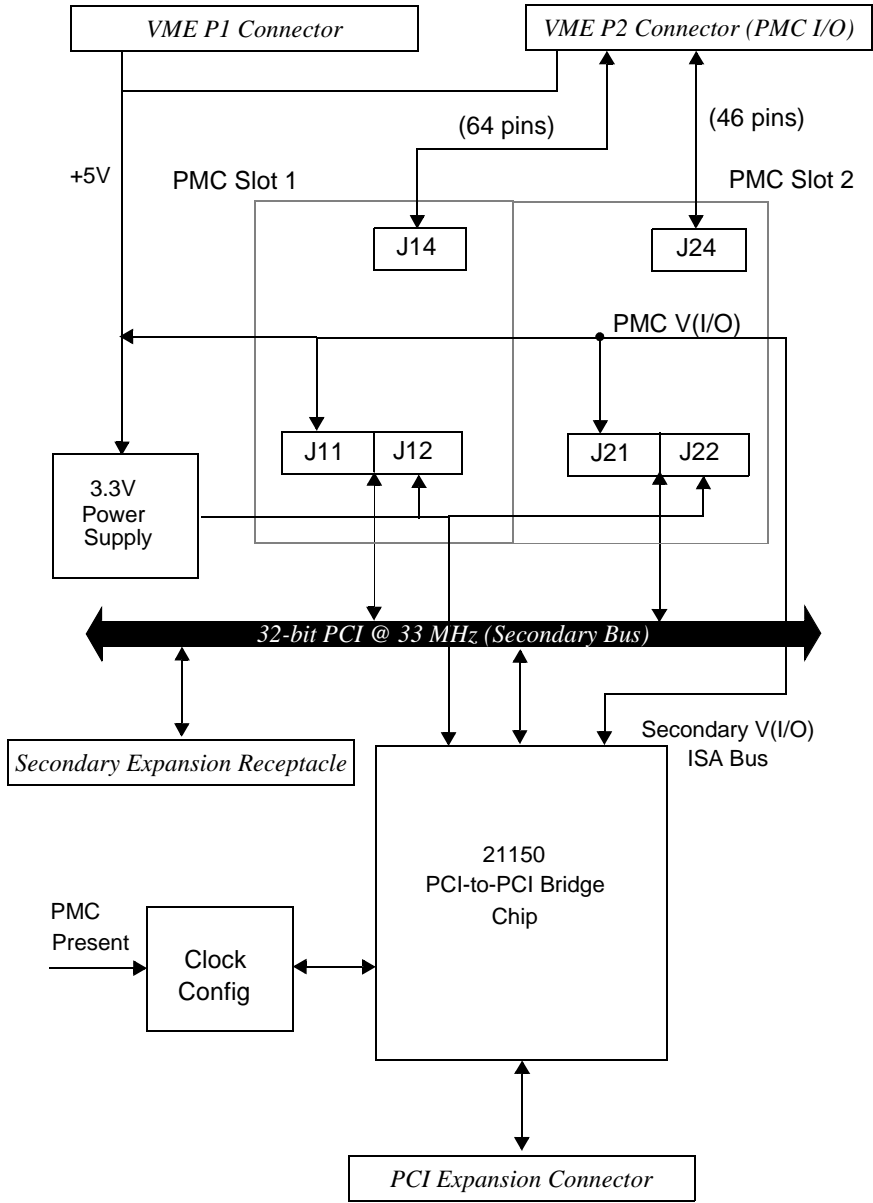 VME P1 Connector
VME P2 Connector (PMC I/O)
(64 pins)
(46 pins)
+5V
PMC Slot 1
PMC Slot 2
J14
J24
PMC V(I/O)
J11
J12
J21
J22
3.3V
Power
Supply
32-bit PCI @ 33 MHz (Secondary Bus)
Secondary V(I/O)
ISA Bus
Secondary Expansion Receptacle
21150
PCI-to-PCI Bridge
Chip
PMC
Present
Clock
Config
PCI Expansion Connector